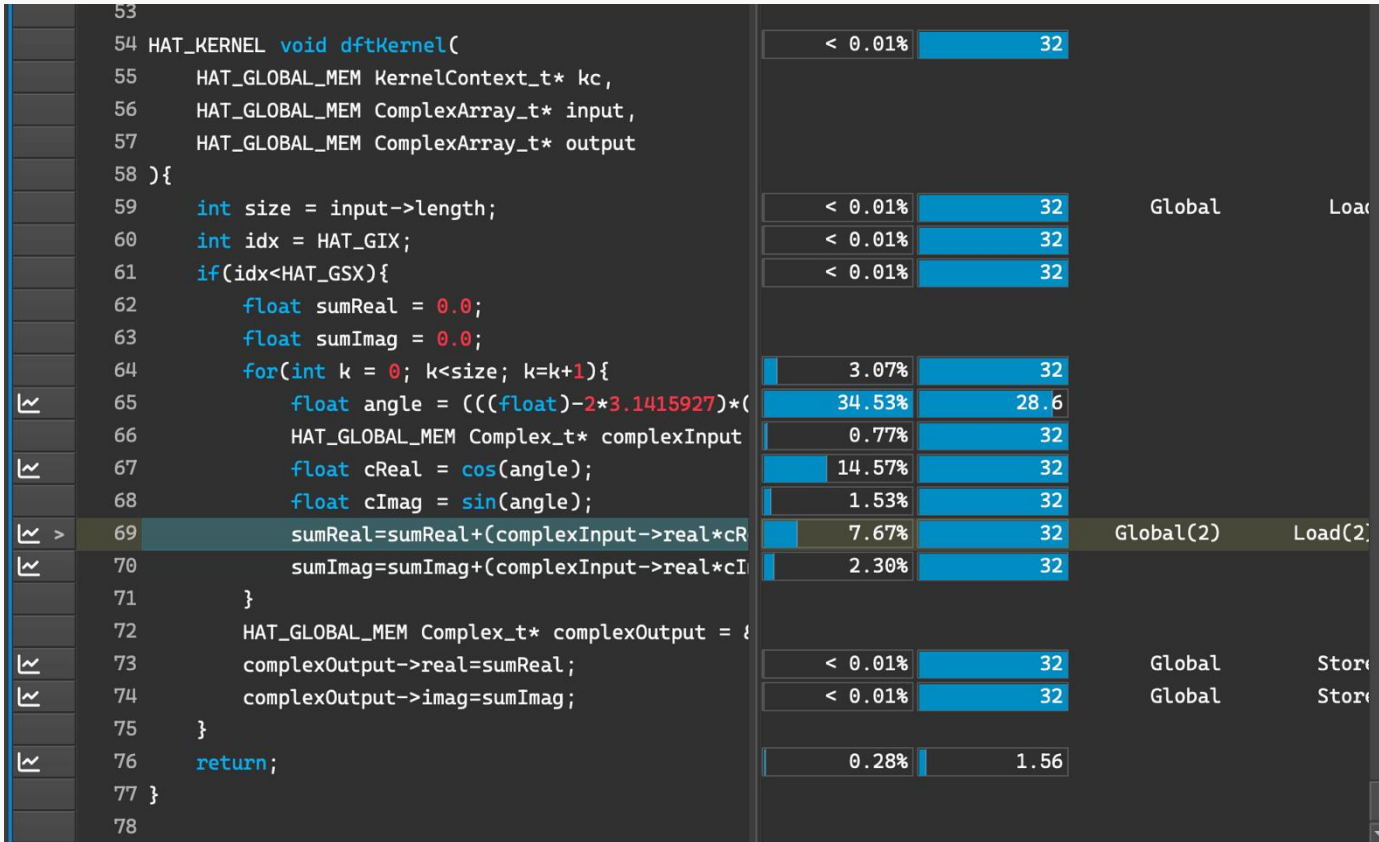 53
54 HAT_KERNEL void dftKernel( < 0.01% 32
55 HAT_GLOBAL_MEM KernelContext_t* kc,
56 HAT_GLOBAL_MEM ComplexArray_t* input,
57 HAT_GLOBAL_MEM ComplexArray_t* output
58 ){
59 int size = input->length; < 0.01% 32 Global Load
60 int idx = HAT_GIX; < 0.01% 32
61 if(idx<HAT_GSX){ < 0.01% 32
62 float sumReal = 0.0;
63 float sumImag = 0.0;
64 for(int k = 0; k<size; k=k+1){ 3.07% 32
65 float angle = (((float)-2*3.1415927)*( 34.53% 28.6
66 HAT_GLOBAL_MEM Complex_t* complexInput 0.77% 32
67 float cReal = cos(angle); 14.57% 32
68 float cImag = sin(angle); 1.53% 32
> 69 sumReal=sumReal+(complexInput->real*cR 7.67% 32 Global(2) Load(2)
70 sumImag=sumImag+(complexInput->real*cI 2.30% 32
71 }
72 HAT_GLOBAL_MEM Complex_t* complexOutput = &
73 complexOutput->real=sumReal; < 0.01% 32 Global Store
74 complexOutput->imag=sumImag; < 0.01% 32 Global Store
75 }
76 return; 0.28% 1.56
77 }
78